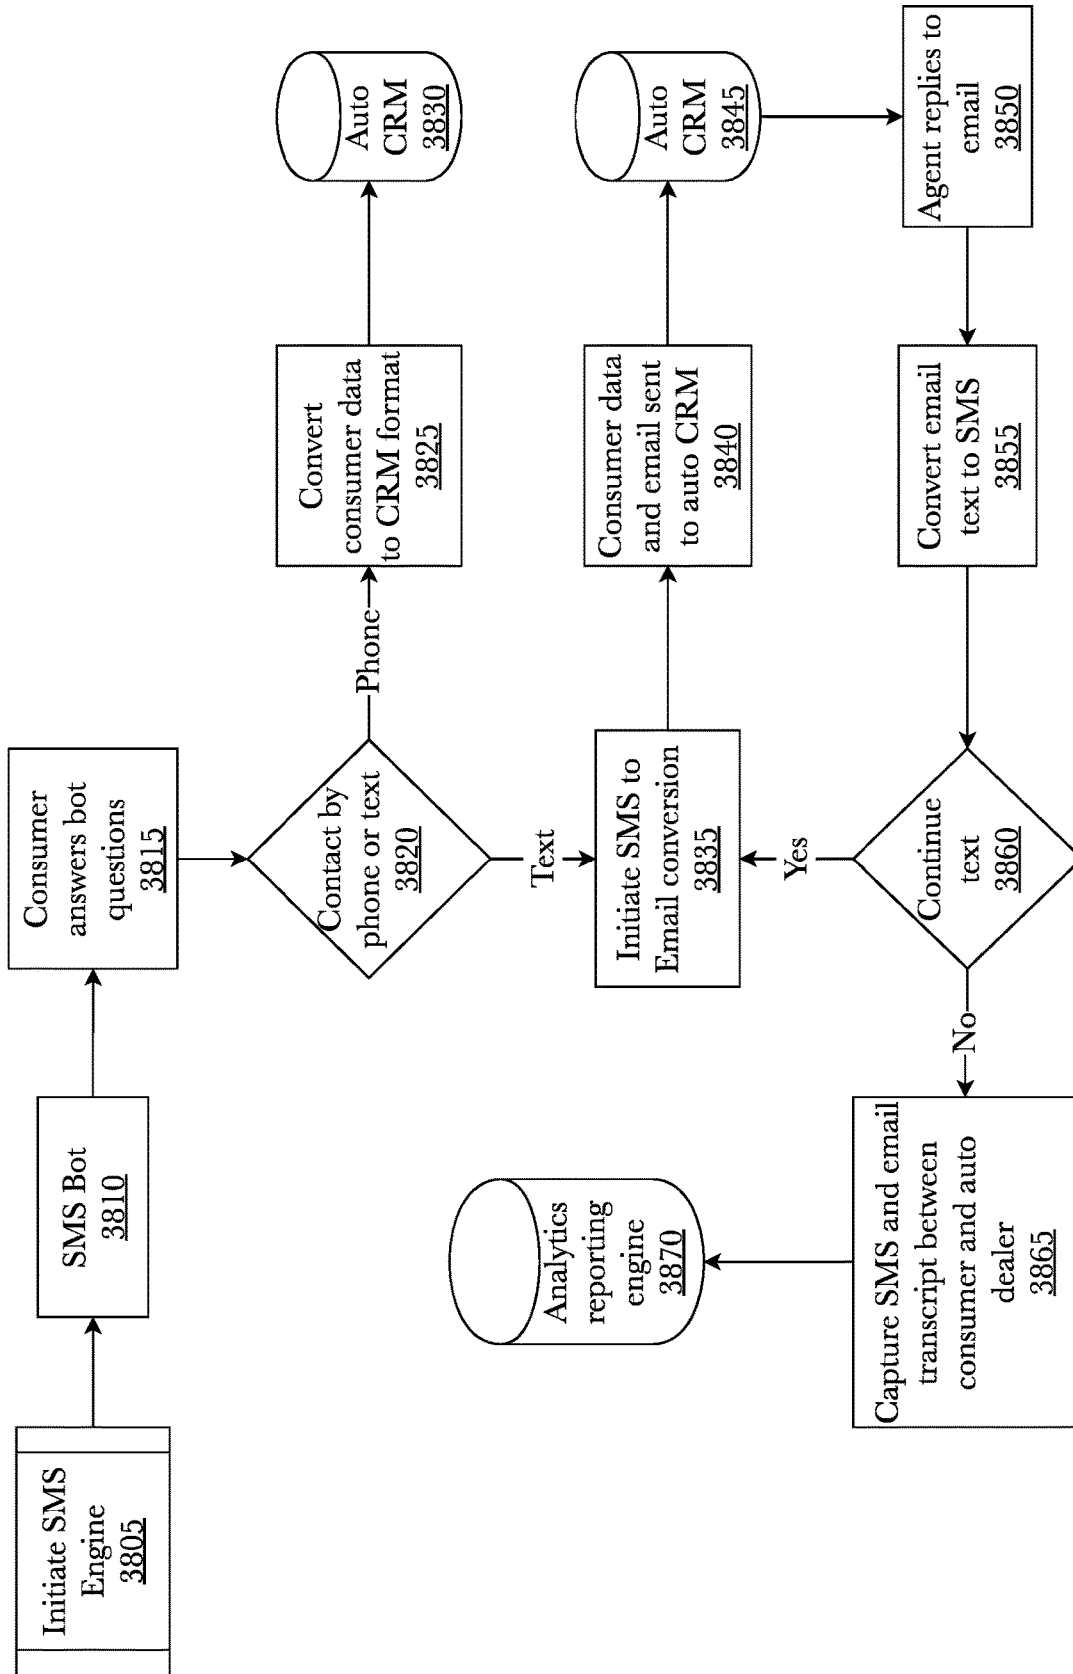 Initiate SMS
Engine
3805
SMS Bot
3810
Consumer
answers bot
questions
3815
Contact by
phone or text
3820
Phone
Convert
consumer data
to CRM format
3825
Auto
CRM
3830
Text
Initiate SMS to
Email conversion
3835
Consumer data
and email sent
to auto CRM
3840
Auto
CRM
3845
Agent replies to
email
3850
Convert email
text to SMS
3855
Continue
text
3860
Yes
No
Capture SMS and email
transcript between
consumer and auto
dealer
3865
Analytics
reporting
engine
3870